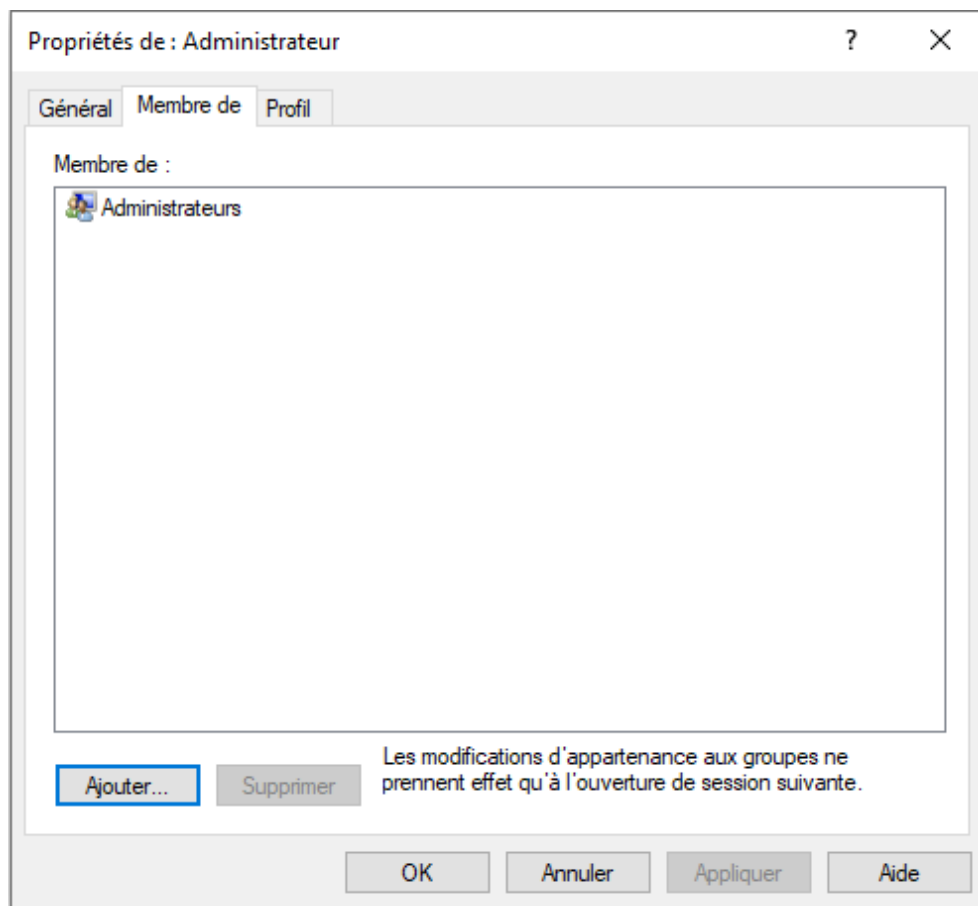 Propriétés de : Administrateur ? ×
Général Membre de Profil
Membre de :
Administrateurs
Les modifications d'appartenance aux groupes ne
prennent effet qu'à l'ouverture de session suivante.
Ajouter... Supprimer
OK Annuler Appliquer Aide